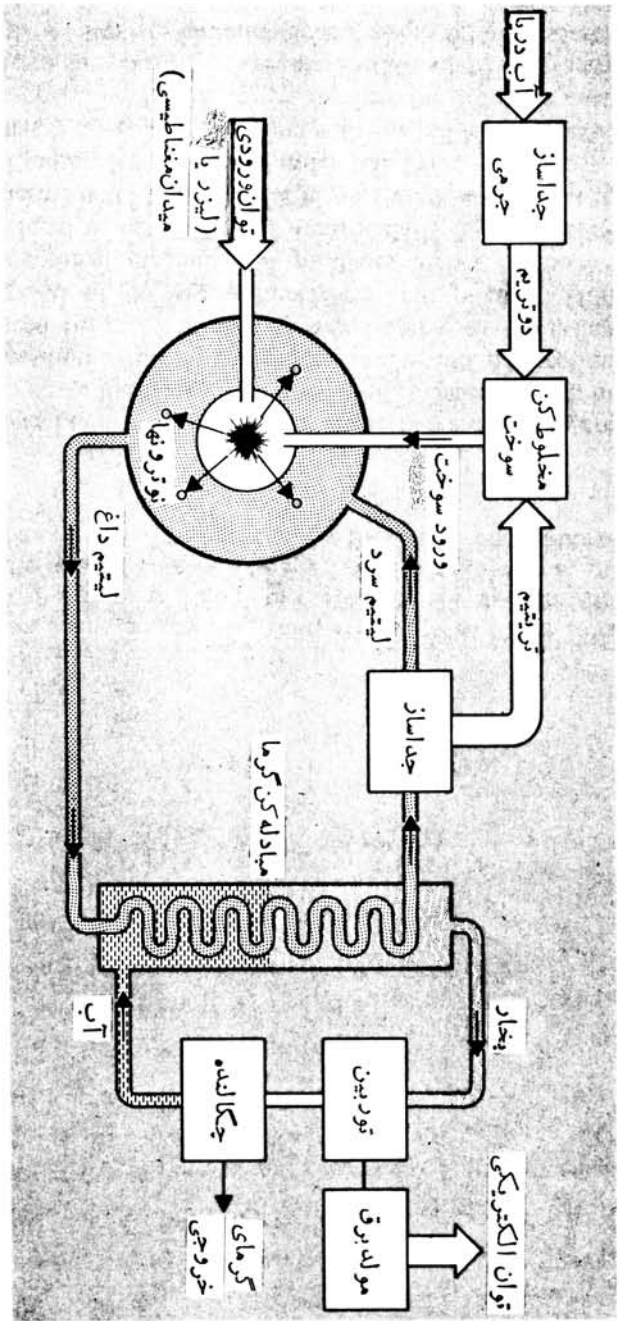 آب دریا
جداساز
جرمی
دوتریم
مخلوط کن
سوخت
تریتیم
توان ورودی
(لیزر یا
میدان مغناطیسی)
نوترونها
ورود سوخت
لیتیم داغ
لیتیم سرد
جداساز
مبادله کن گرما
بخار
آب
توربین
چگالنده
گرمای
خروجی
مولد برق
توان الکتریکی